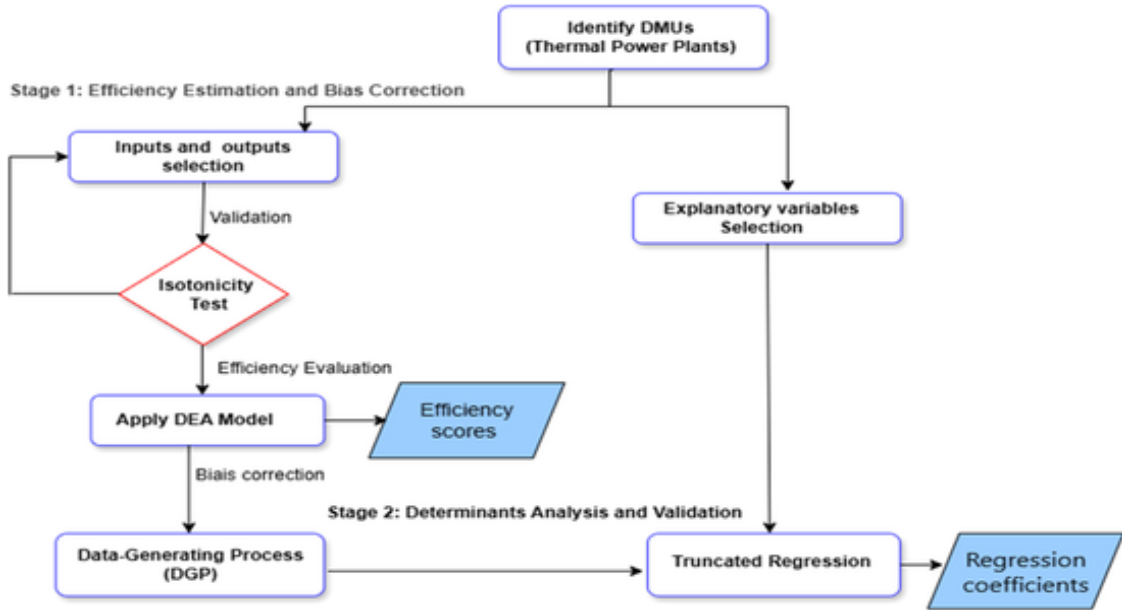 Identify DMUs
(Thermal Power Plants)
Stage 1: Efficiency Estimation and Bias Correction
Inputs and outputs
selection
Validation
Explanatory variables
Selection
Isotonicity
Test
Efficiency Evaluation
Apply DEA Model
Efficiency
scores
Biais correction
Stage 2: Determinants Analysis and Validation
Data-Generating Process
(DGP)
Truncated Regression
Regression
coefficients